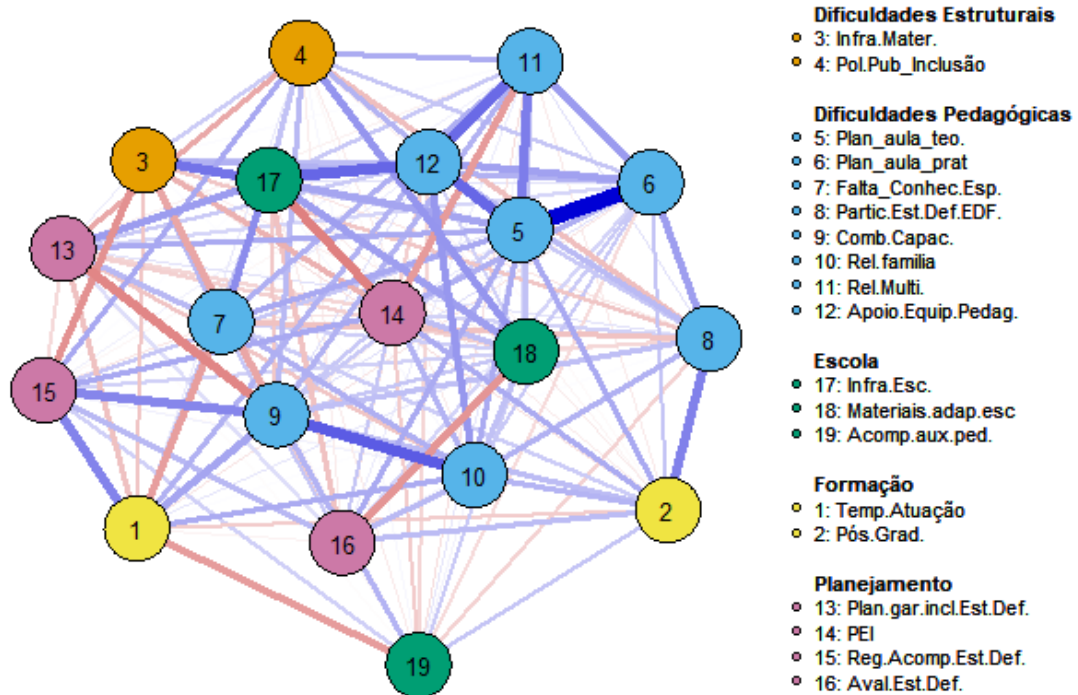 4
11
3
17
12
6
5
13
7
14
18
8
15
9
10
1
16
2
19
Dificuldades Estruturais
3: Infra.Mater.
4: Pol.Pub_Inclusão
Dificuldades Pedagógicas
5: Plan_aula_teo.
6: Plan_aula_prat
7: Falta_Conhec.Esp.
8: Partic.Est.Def.EDF.
9: Comb.Capac.
10: Rel.familia
11: Rel.Multi.
12: Apoio.Equip.Pedag.
Escola
17: Infra.Esc.
18: Materiais.adap.esc
19: Acomp.aux.ped.
Formação
1: Temp.Atuação
2: Pós.Grad.
Planejamento
13: Plan.gar.incl.Est.Def.
14: PEI
15: Reg.Acomp.Est.Def.
16: Aval.Est.Def.